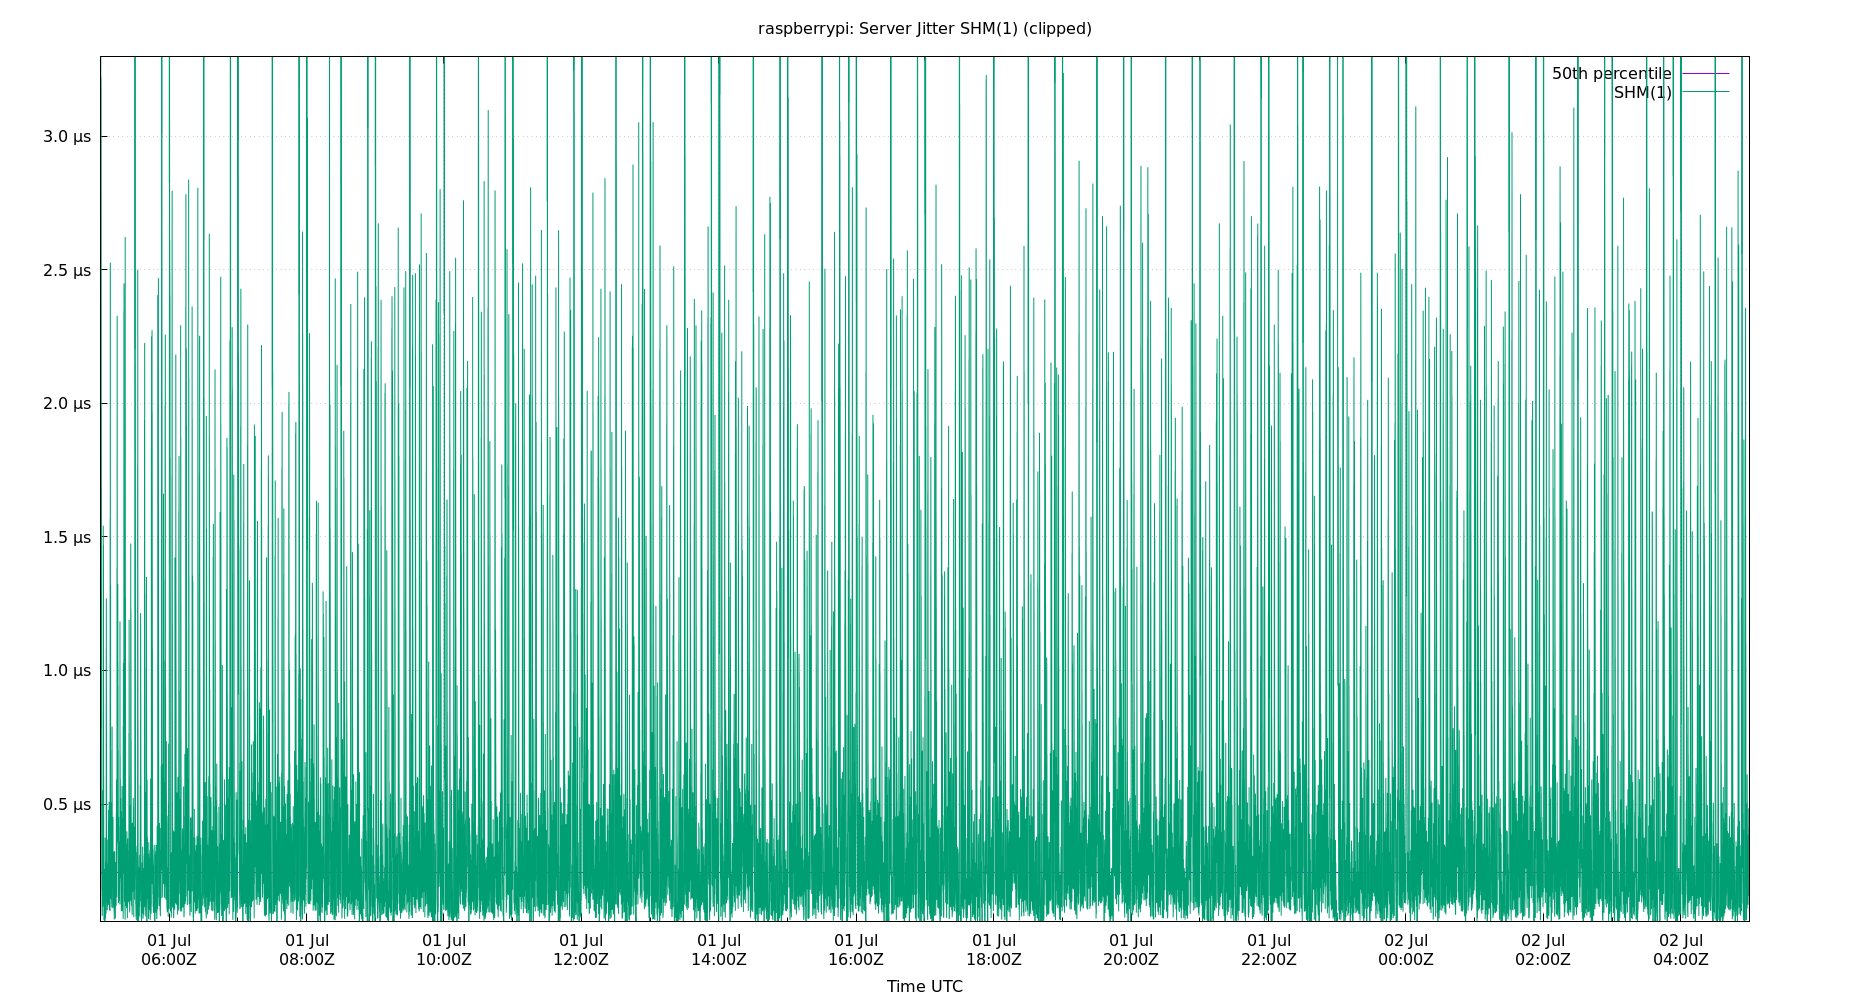 raspberrypi: Server Jitter SHM(1) (clipped)
50th percentile
SHM(1)
3.0 µs
2.5 µs
2.0 µs
1.5 µs
1.0 µs
0.5 µs
01 Jul 01 Jul 01 Jul 01 Jul 01 Jul 01 Jul 01 Jul 01 Jul 01 Jul 02 Jul 02 Jul 02 Jul
06:00Z 08:00Z 10:00Z 12:00Z 14:00Z 16:00Z 18:00Z 20:00Z 22:00Z 00:00Z 02:00Z 04:00Z
Time UTC